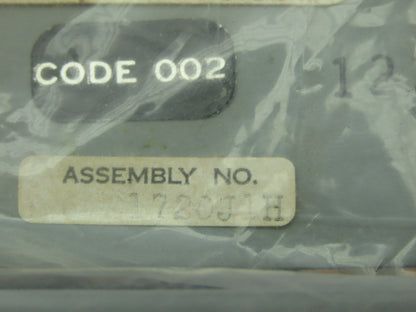 CODE 002
12
ASSEMBLY NO.
1720J1H